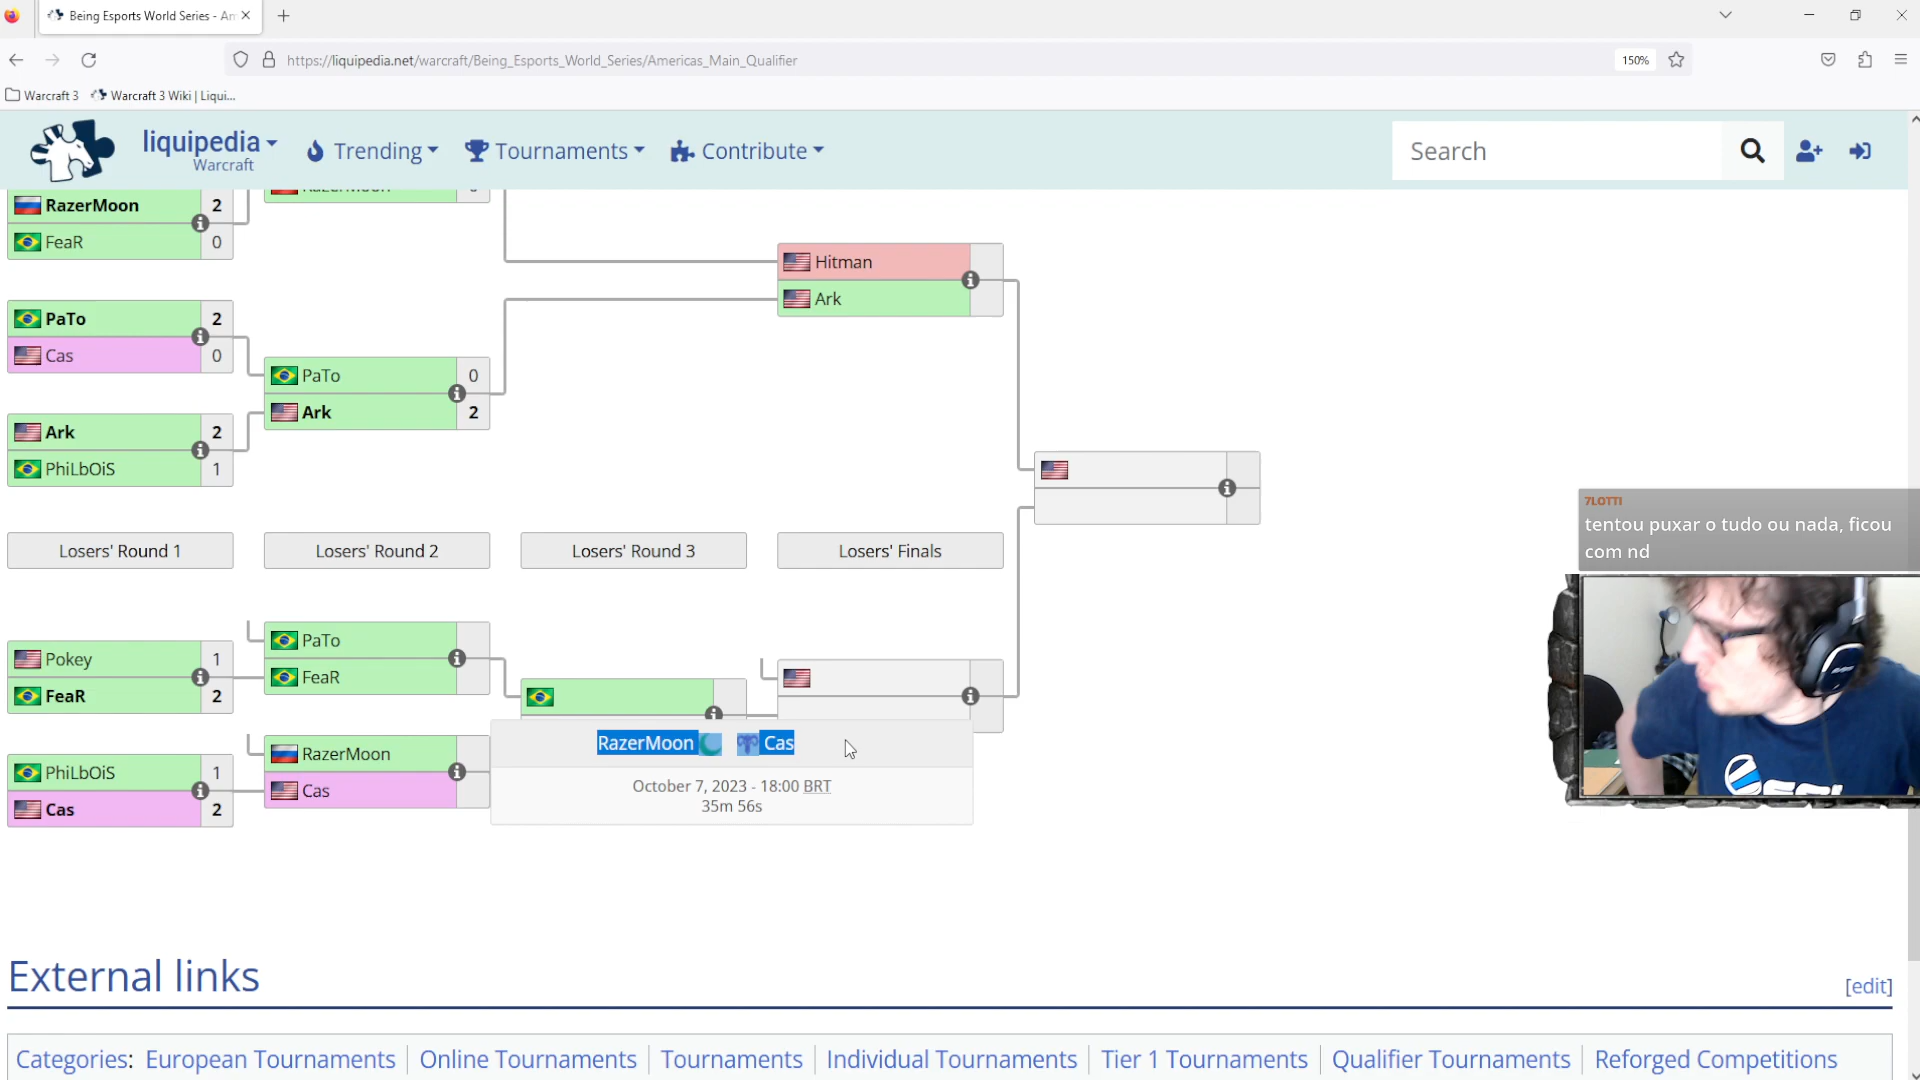 Being Esports World Series - Am
https://liquipedia.net/warcraft/Being_Esports_World_Series/Americas_Main_Qualifier
150%
Warcraft 3
Warcraft 3 Wiki | Liqui...
liquipedia
Warcraft
Trending
Tournaments
Contribute
Search
RazerMoon 2
FeaR 0
Hitman
Ark
PaTo 2
Cas 0
PaTo 0
Ark 2
Ark 2
PhiLbOiS 1
7LOTTI
tentou puxar o tudo ou nada, ficou
com nd
Losers' Round 1
Losers' Round 2
Losers' Round 3
Losers' Finals
PaTo
FeaR
Pokey 1
FeaR 2
RazerMoon
Cas
PhiLbOiS 1
Cas 2
RazerMoon Cas
October 7, 2023 - 18:00 BRT
35m 56s
External links
[edit]
Categories: European Tournaments Online Tournaments Tournaments Individual Tournaments Tier 1 Tournaments Qualifier Tournaments Reforged Competitions